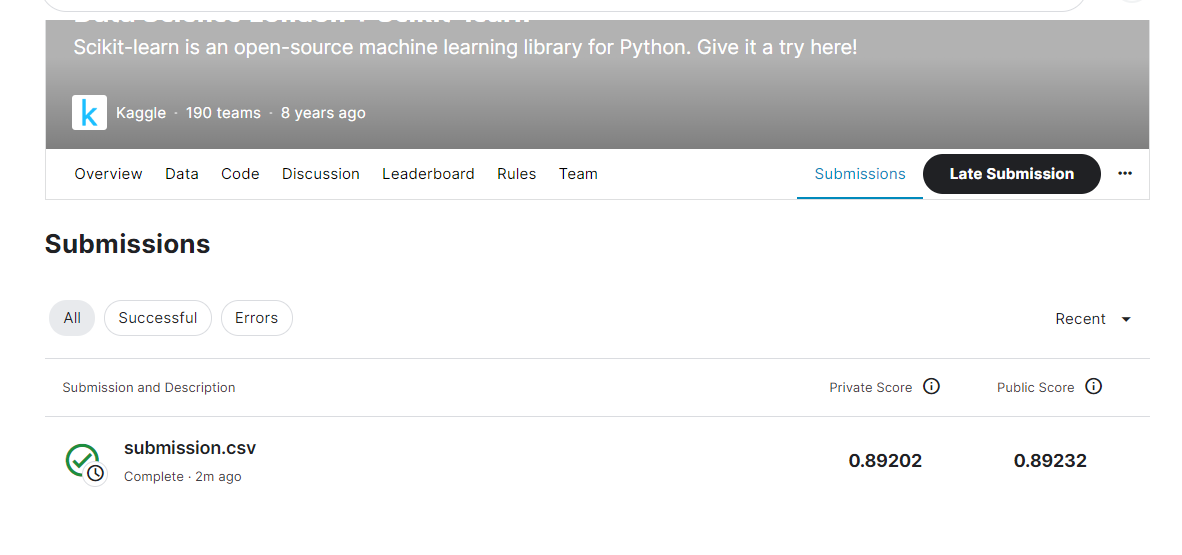 Scikit-learn is an open-source machine learning library for Python. Give it a try here!
k
Kaggle · 190 teams · 8 years ago
Overview Data Code Discussion Leaderboard Rules Team Submissions Late Submission ...
Submissions
All Successful Errors Recent
Submission and Description Private Score Public Score
submission.csv 0.89202 0.89232
Complete · 2m ago